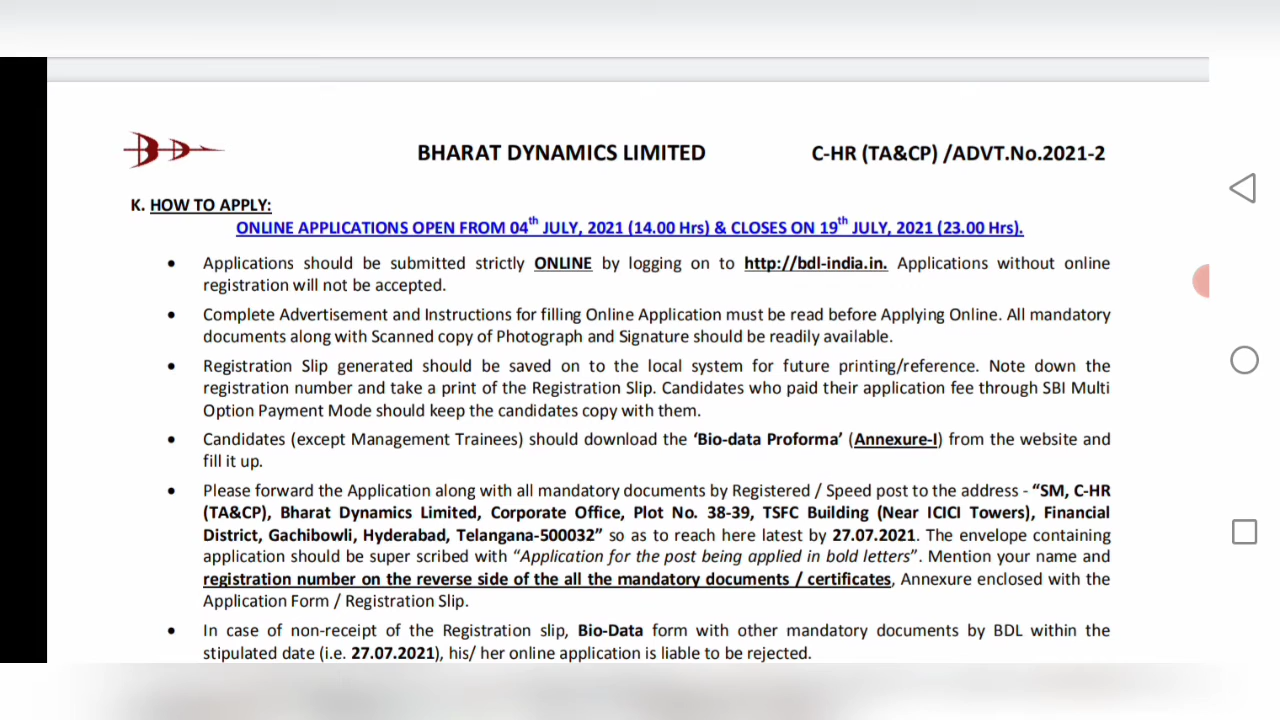 BHARAT DYNAMICS LIMITED C-HR (TA&CP) /ADVT.No.2021-2
K. HOW TO APPLY:
ONLINE APPLICATIONS OPEN FROM 04th JULY, 2021 (14.00 Hrs) & CLOSES ON 19th JULY, 2021 (23.00 Hrs).
• Applications should be submitted strictly ONLINE by logging on to http://bdl-india.in. Applications without online
registration will not be accepted.
• Complete Advertisement and Instructions for filling Online Application must be read before Applying Online. All mandatory
documents along with Scanned copy of Photograph and Signature should be readily available.
• Registration Slip generated should be saved on to the local system for future printing/reference. Note down the
registration number and take a print of the Registration Slip. Candidates who paid their application fee through SBI Multi
Option Payment Mode should keep the candidates copy with them.
• Candidates (except Management Trainees) should download the ‘Bio-data Proforma’ (Annexure-I) from the website and
fill it up.
• Please forward the Application along with all mandatory documents by Registered / Speed post to the address - “SM, C-HR
(TA&CP), Bharat Dynamics Limited, Corporate Office, Plot No. 38-39, TSFC Building (Near ICICI Towers), Financial
District, Gachibowli, Hyderabad, Telangana-500032” so as to reach here latest by 27.07.2021. The envelope containing
application should be super scribed with “Application for the post being applied in bold letters”. Mention your name and
registration number on the reverse side of the all the mandatory documents / certificates, Annexure enclosed with the
Application Form / Registration Slip.
• In case of non-receipt of the Registration slip, Bio-Data form with other mandatory documents by BDL within the
stipulated date (i.e. 27.07.2021), his/ her online application is liable to be rejected.